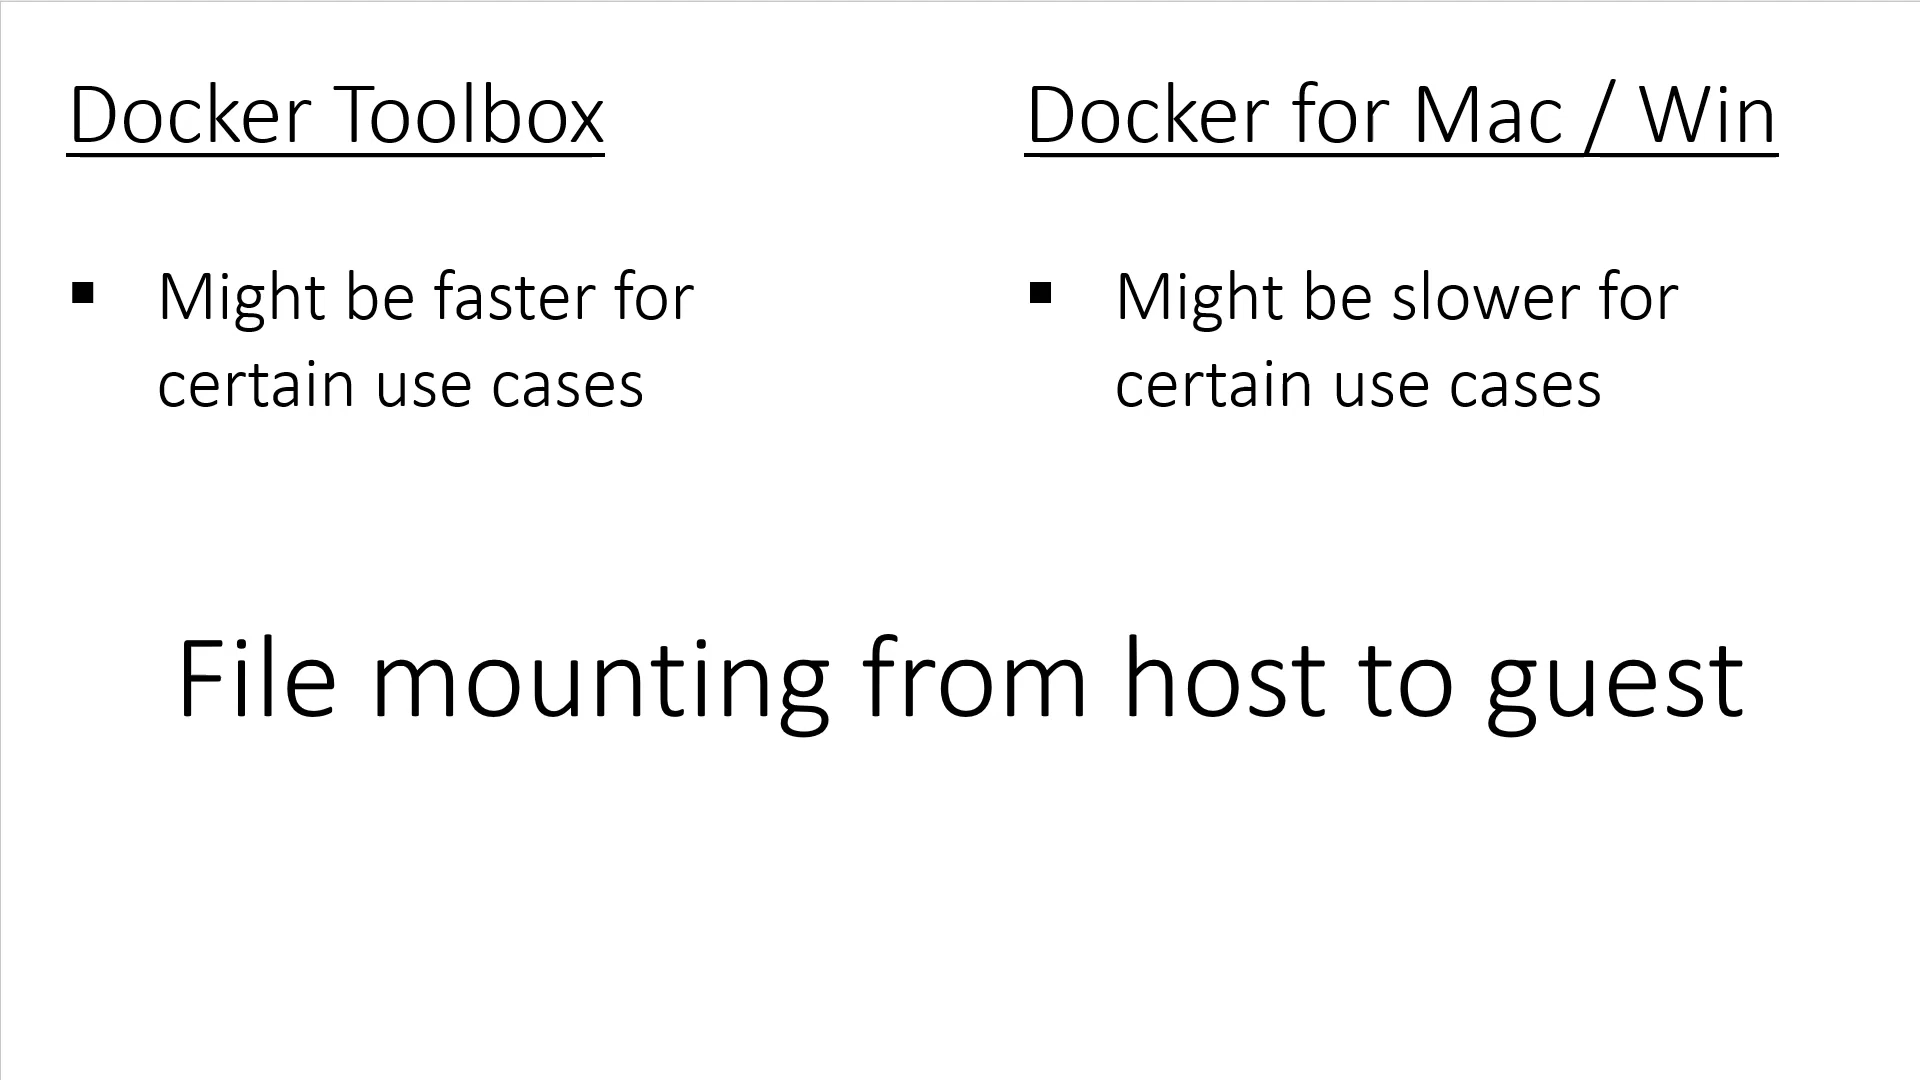 Docker Toolbox
▪ Might be faster for
certain use cases
Docker for Mac / Win
▪ Might be slower for
certain use cases
File mounting from host to guest